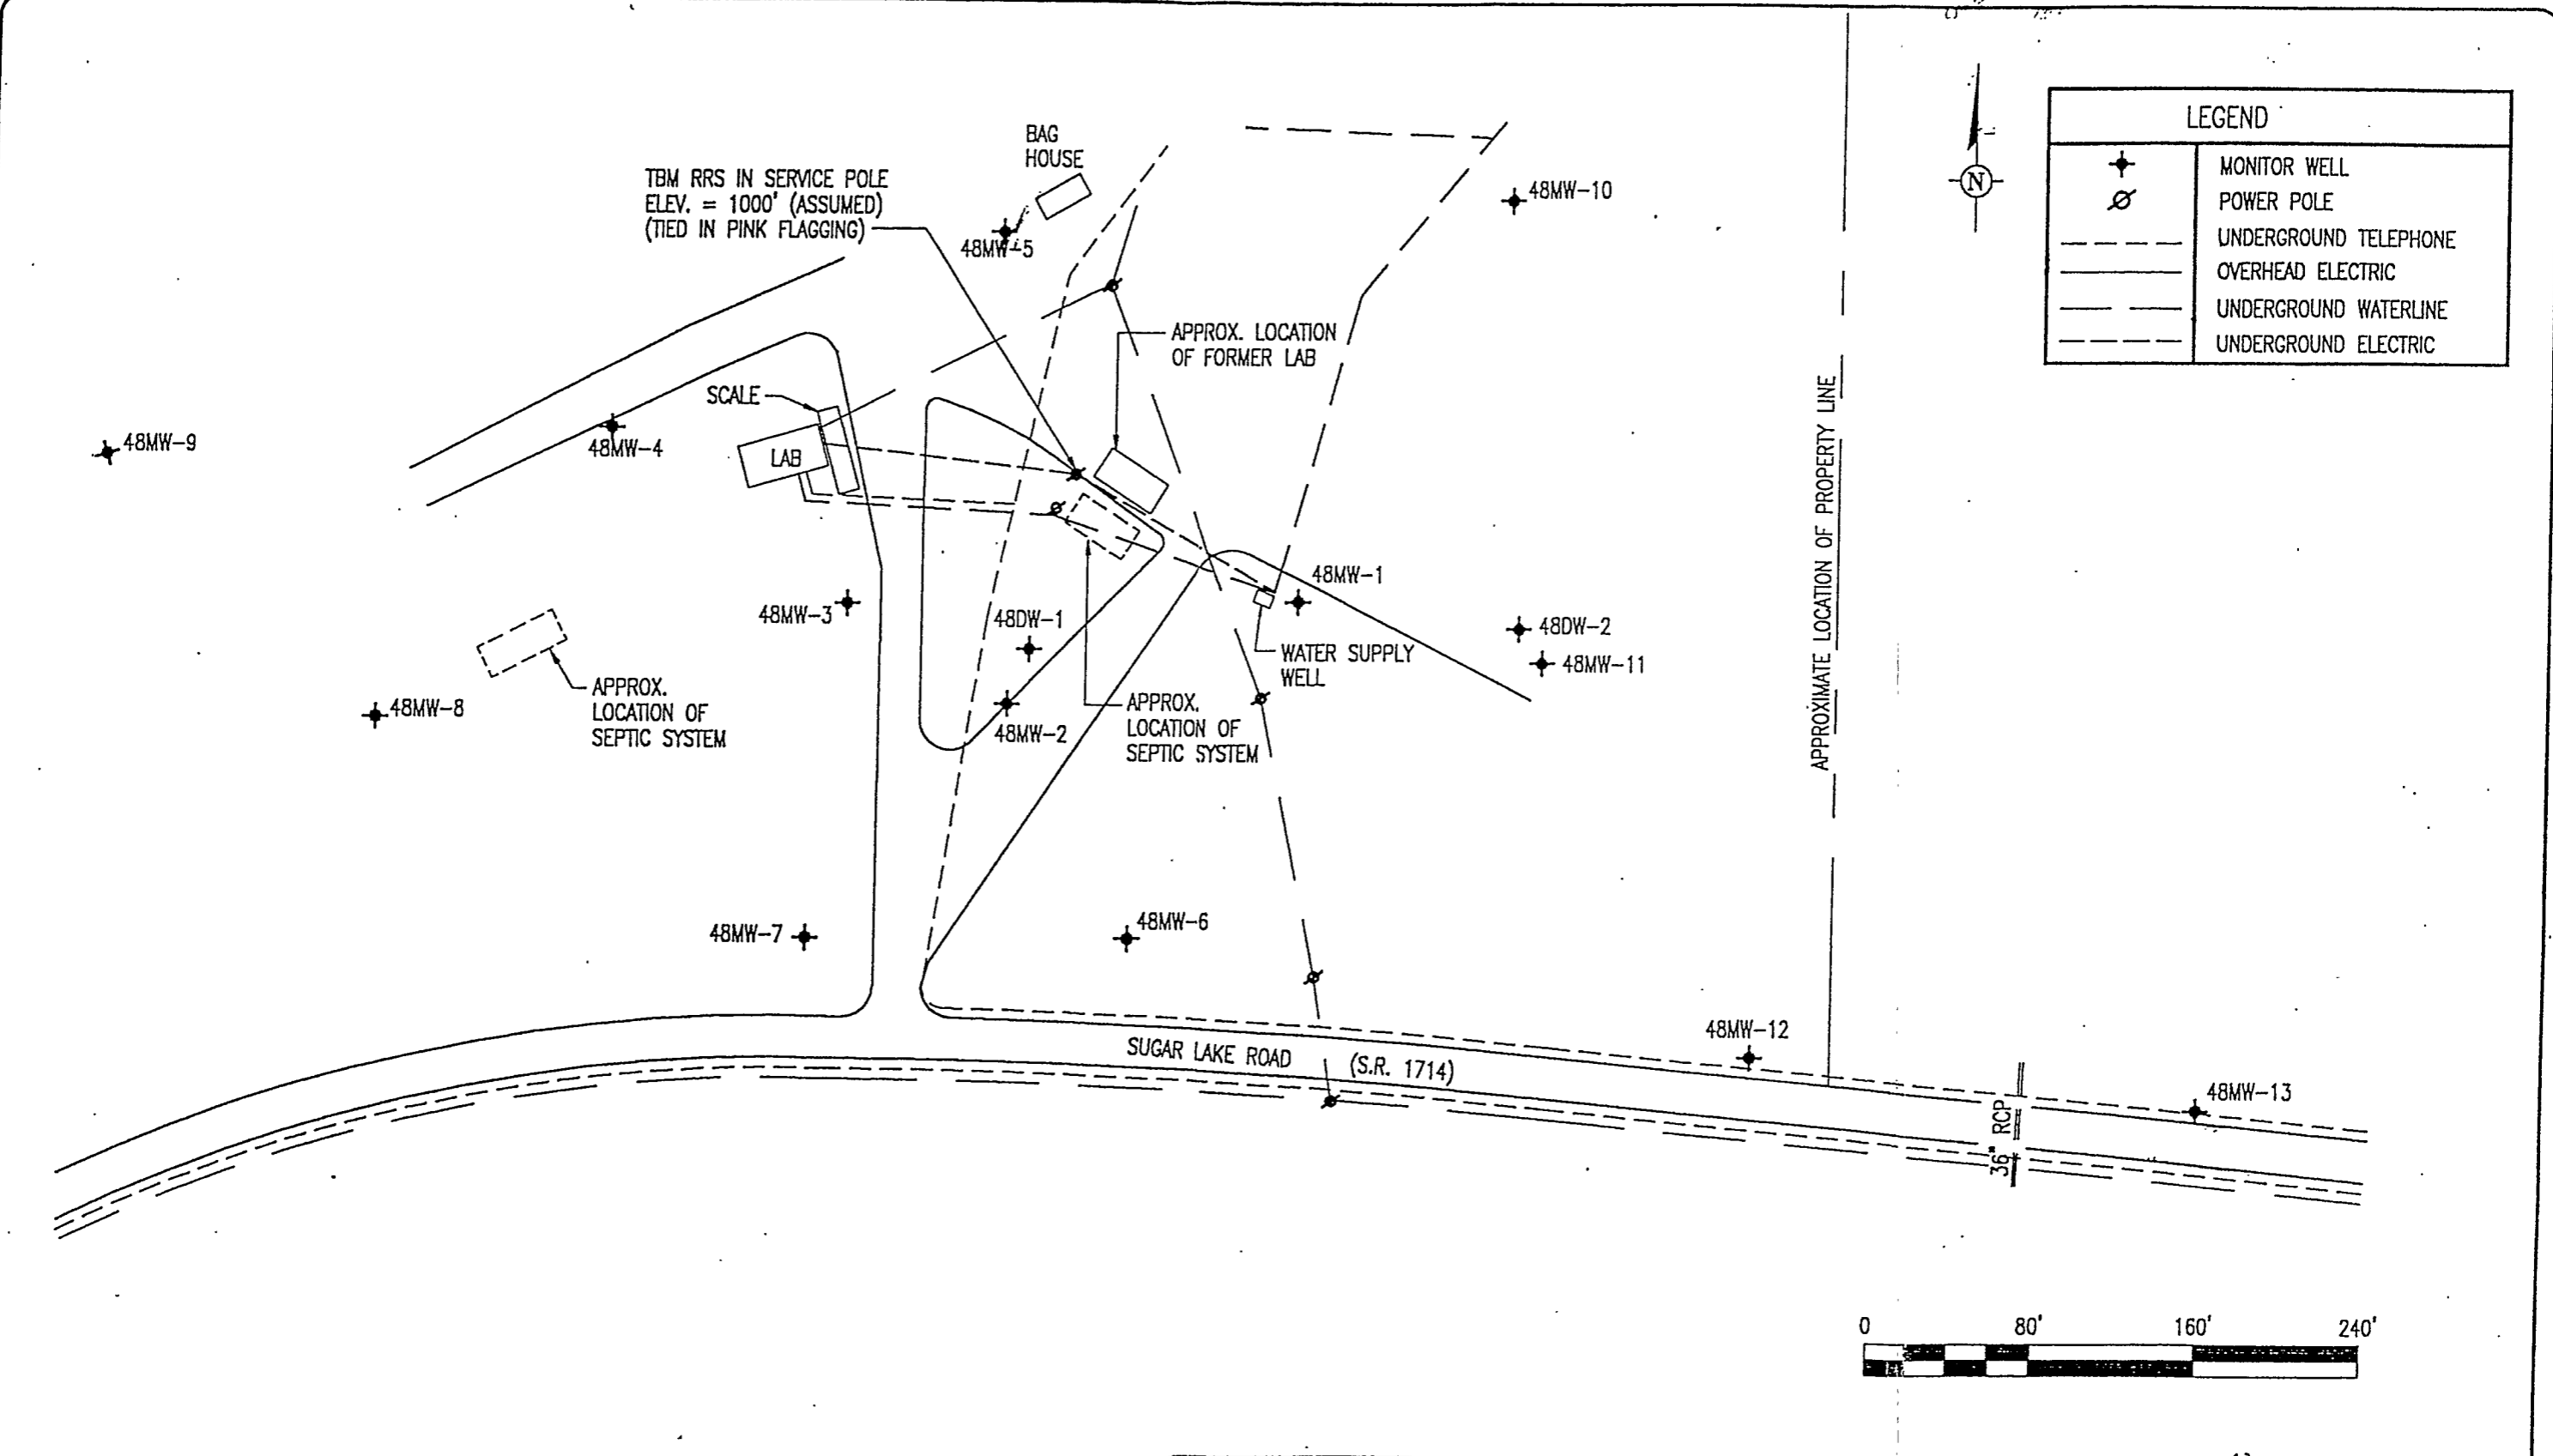 BAG
HOUSE
TBM RRS IN SERVICE POLE
ELEV. = 1000' (ASSUMED)
(TIED IN PINK FLAGGING)
48MW-5
48MW-10
N
LEGEND
MONITOR WELL
POWER POLE
UNDERGROUND TELEPHONE
OVERHEAD ELECTRIC
UNDERGROUND WATERLINE
UNDERGROUND ELECTRIC
APPROX. LOCATION
OF FORMER LAB
SCALE
48MW-9
48MW-4
LAB
APPROXIMATE LOCATION OF PROPERTY LINE
48MW-1
48MW-3
48DW-1
48DW-2
48MW-11
WATER SUPPLY
WELL
APPROX.
LOCATION OF
SEPTIC SYSTEM
48MW-8
48MW-2
APPROX.
LOCATION OF
SEPTIC SYSTEM
48MW-7
48MW-6
SUGAR LAKE ROAD (S.R. 1714)
48MW-12
36" RCP
48MW-13
0 80' 160' 240'